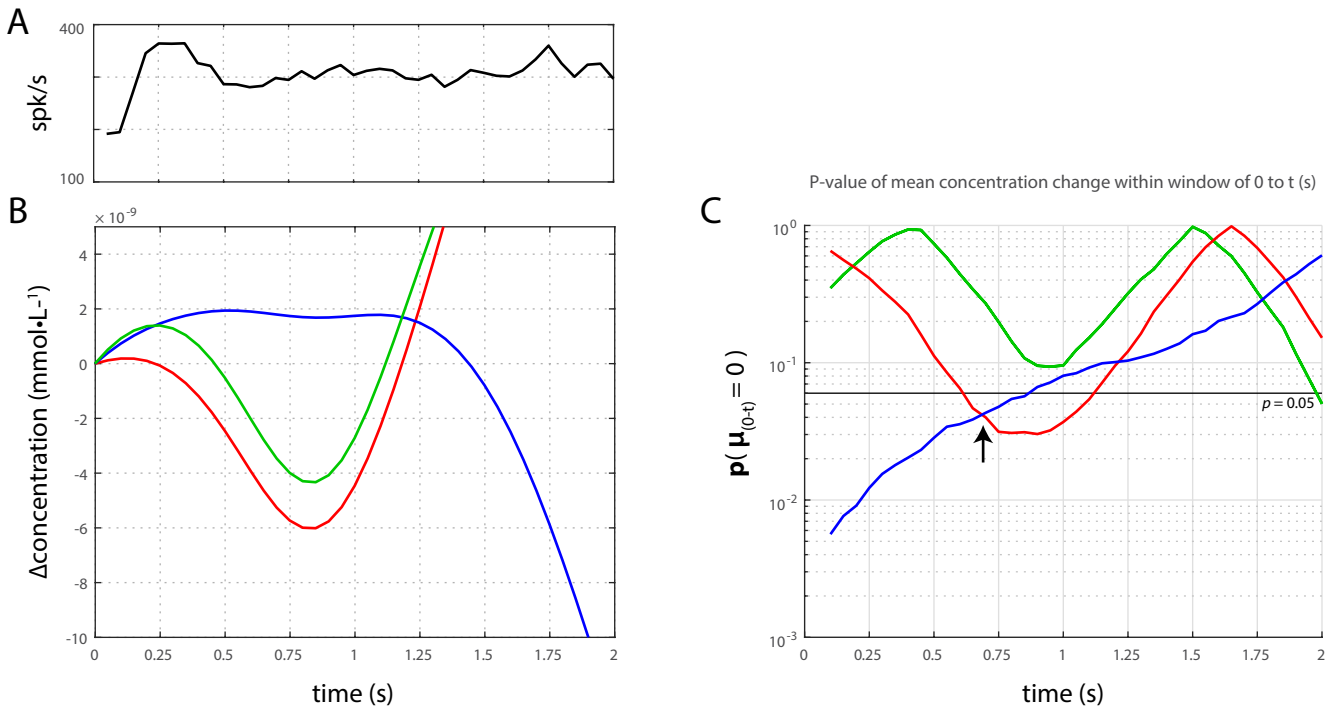 A
400
spk/s
100
B
× 10⁻⁹
4
2
0
-2
-4
-6
-8
-10
Δconcentration (mmol•L-¹)
0 0.25 0.5 0.75 1 1.25 1.5 1.75 2
time (s)
P-value of mean concentration change within window of 0 to t (s)
C
10⁰
10⁻¹
10⁻²
10⁻³
p( μ(0-t) = 0 )
p = 0.05
0 0.25 0.5 0.75 1 1.25 1.5 1.75 2
time (s)